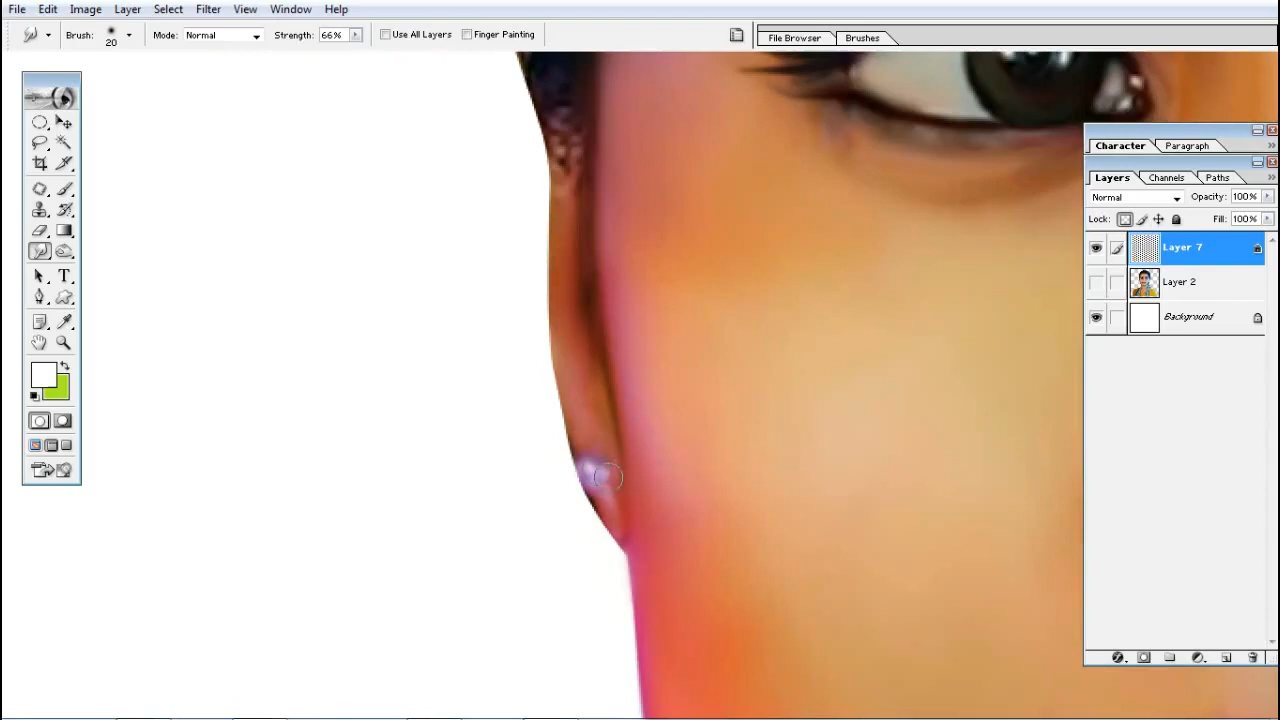 File Edit Image Layer Select Filter View Window Help
Brush: 20 Mode: Normal Strength: 66% Use All Layers Finger Painting File Browser Brushes
Character Paragraph
Layers Channels Paths
Normal Opacity: 100%
Lock: Fill: 100%
Layer 7
Layer 2
Background
T